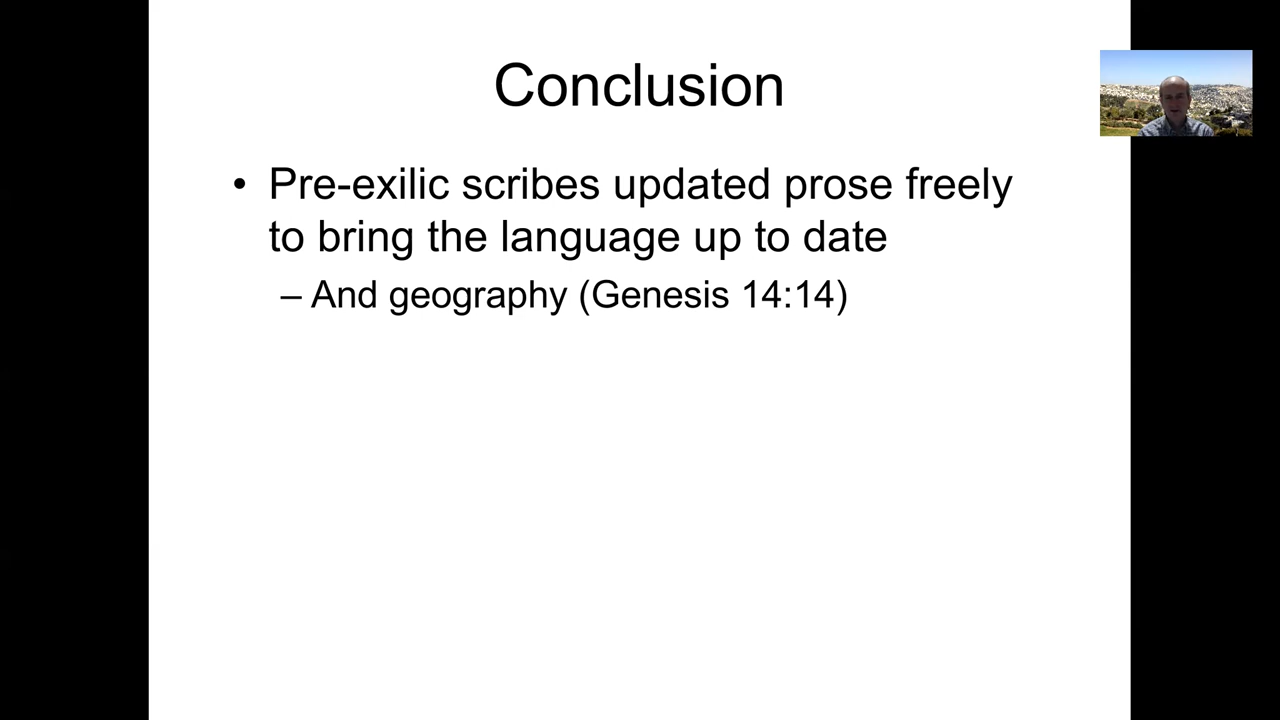 Conclusion
• Pre-exilic scribes updated prose freely
to bring the language up to date
– And geography (Genesis 14:14)